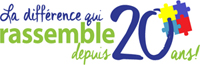 La différence qui
rassemble 20
depuis ans!